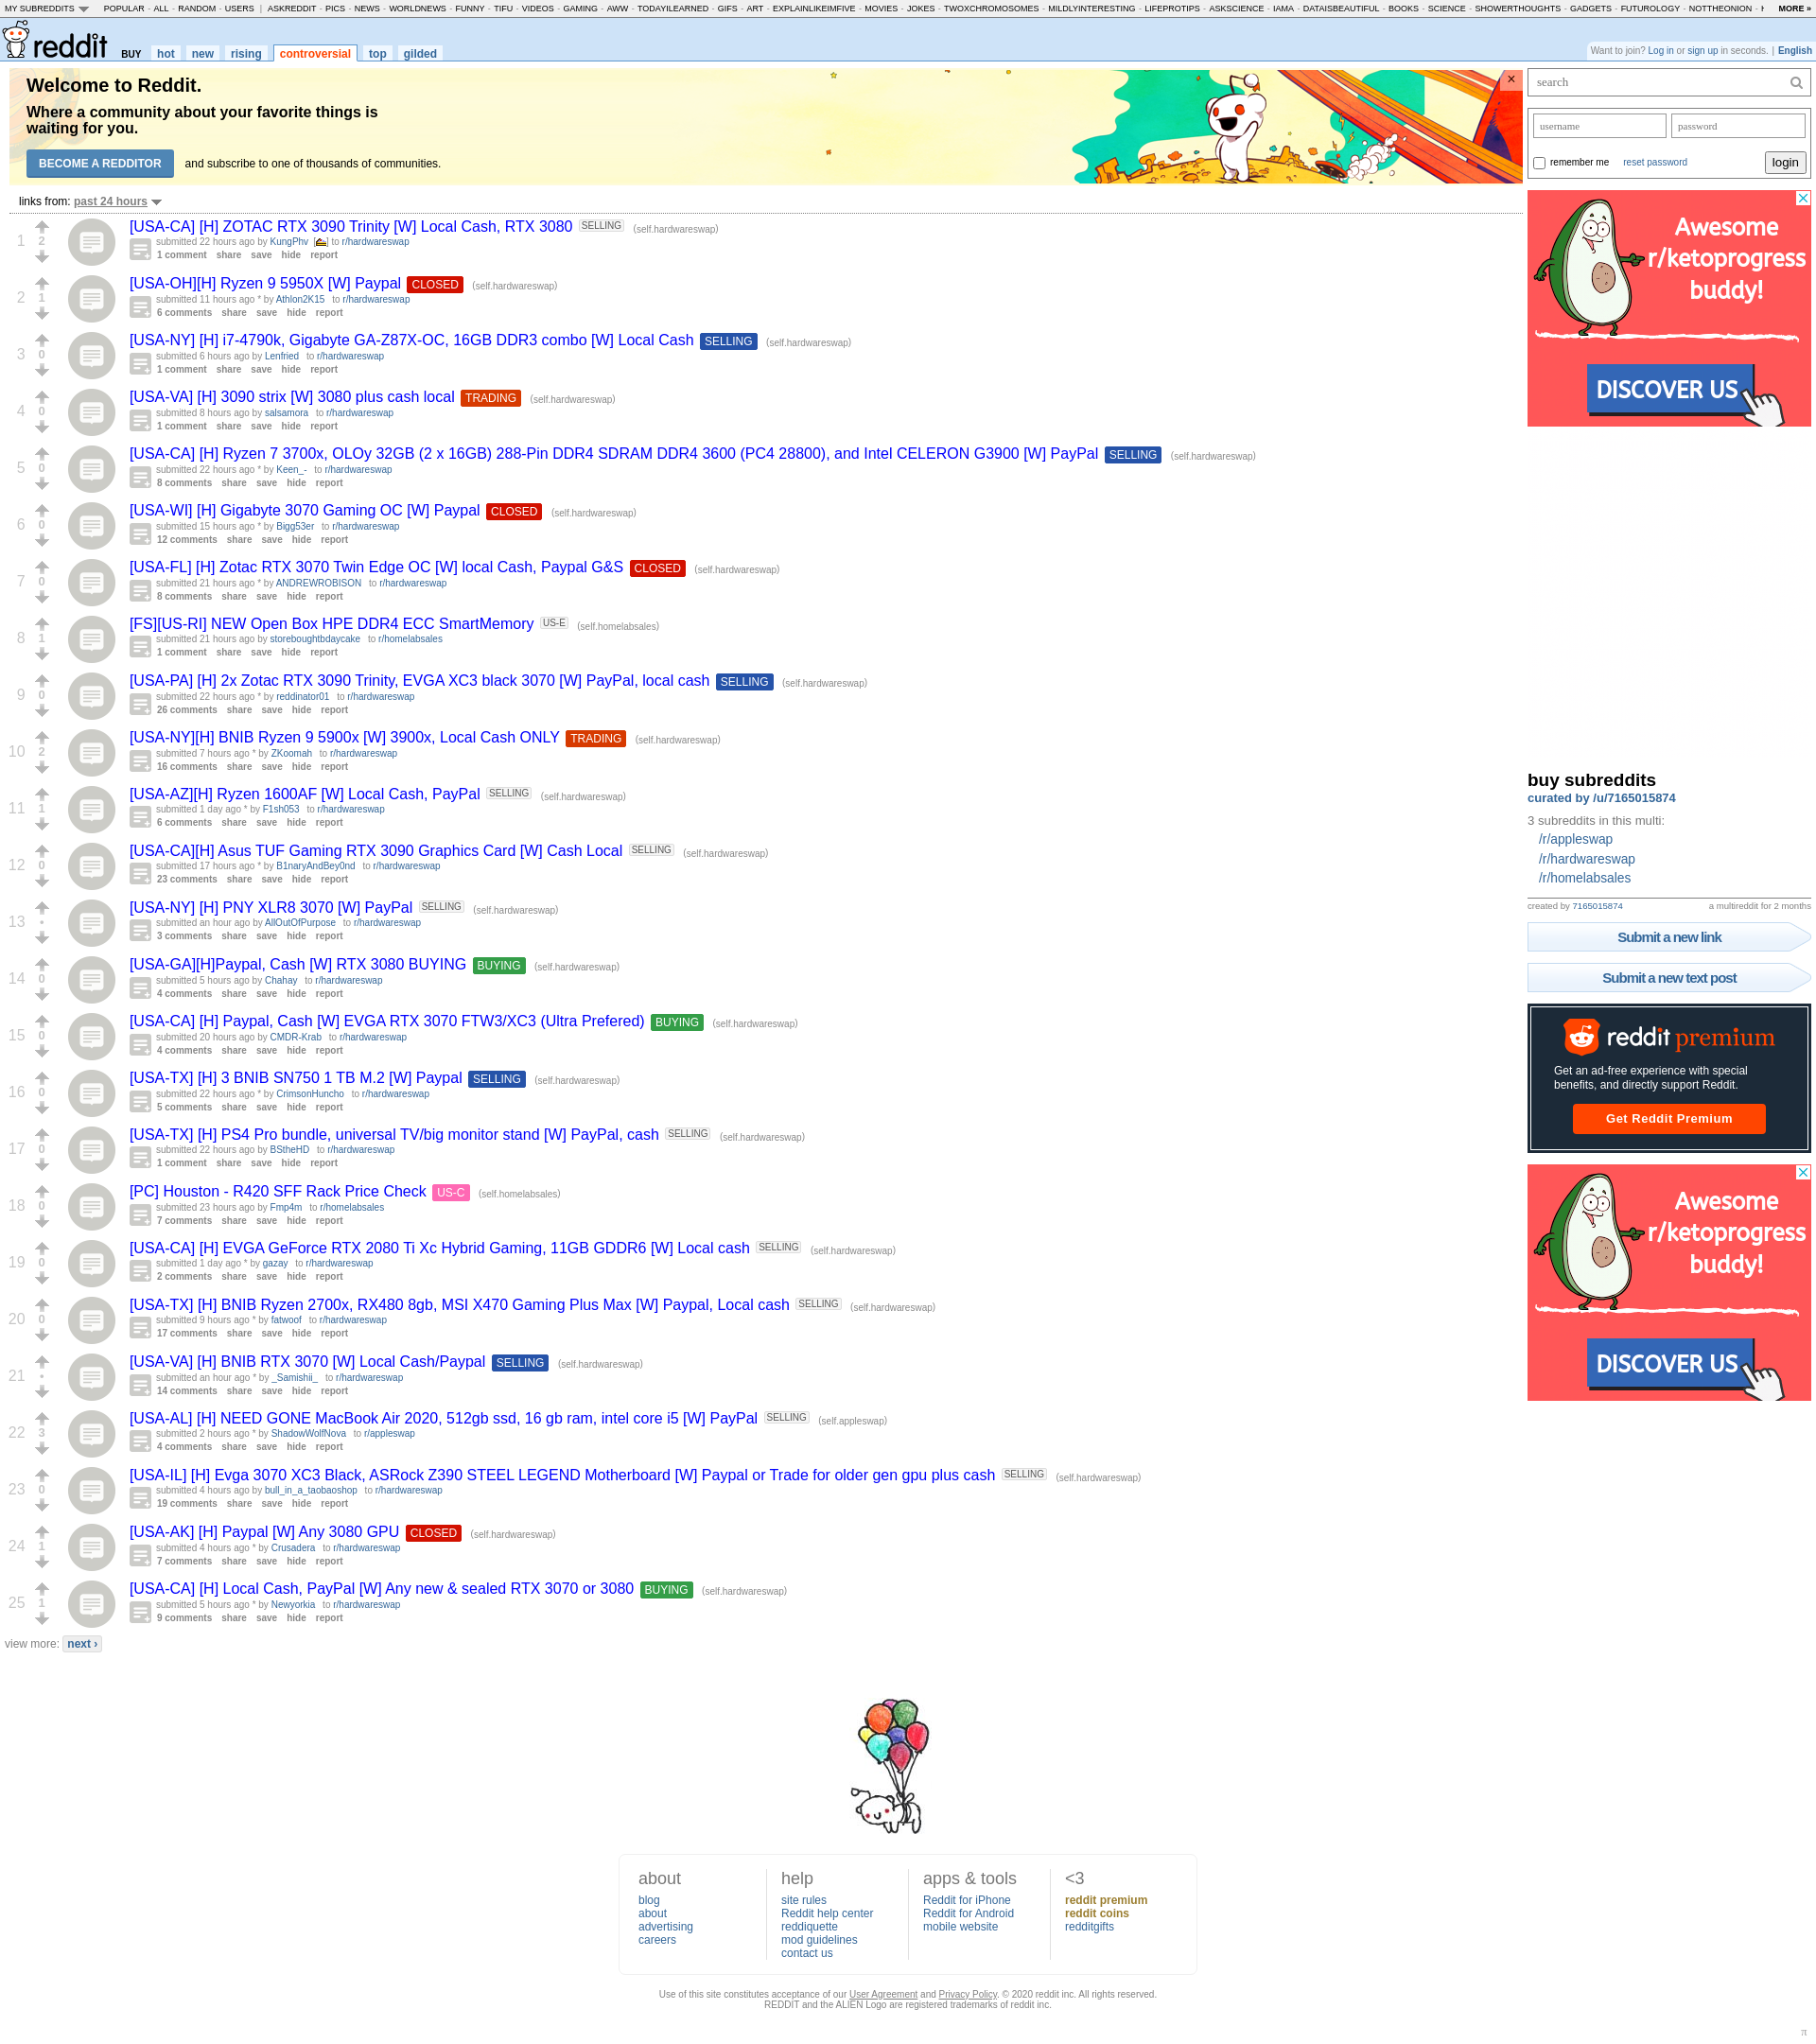 MY SUBREDDITS POPULAR - ALL - RANDOM - USERS | ASKREDDIT - PICS - NEWS - WORLDNEWS - FUNNY - TIFU - VIDEOS - GAMING - AWW - TODAYILEARNED - GIFS - ART - EXPLAINLIKEIMFIVE - MOVIES - JOKES - TWOXCHROMOSOMES - MILDLYINTERESTING - LIFEPROTIPS - ASKSCIENCE - IAMA - DATAISBEAUTIFUL - BOOKS - SCIENCE - SHOWERTHOUGHTS - GADGETS - FUTUROLOGY - NOTTHEONION - MORE »
reddit BUY hot new rising controversial top gilded
Want to join? Log in or sign up in seconds. | English
Welcome to Reddit.
Where a community about your favorite things is
waiting for you.
BECOME A REDDITOR and subscribe to one of thousands of communities.
links from: past 24 hours
1 2 [USA-CA] [H] ZOTAC RTX 3090 Trinity [W] Local Cash, RTX 3080 SELLING (self.hardwareswap)
submitted 22 hours ago by KungPhv to r/hardwareswap
1 comment share save hide report
2 1 [USA-OH][H] Ryzen 9 5950X [W] Paypal CLOSED (self.hardwareswap)
submitted 11 hours ago * by Athlon2K15 to r/hardwareswap
6 comments share save hide report
3 0 [USA-NY] [H] i7-4790k, Gigabyte GA-Z87X-OC, 16GB DDR3 combo [W] Local Cash SELLING (self.hardwareswap)
submitted 6 hours ago by Lenfried to r/hardwareswap
1 comment share save hide report
4 0 [USA-VA] [H] 3090 strix [W] 3080 plus cash local TRADING (self.hardwareswap)
submitted 8 hours ago by salsamora to r/hardwareswap
1 comment share save hide report
5 0 [USA-CA] [H] Ryzen 7 3700x, OLOy 32GB (2 x 16GB) 288-Pin DDR4 SDRAM DDR4 3600 (PC4 28800), and Intel CELERON G3900 [W] PayPal SELLING (self.hardwareswap)
submitted 22 hours ago * by Keen_- to r/hardwareswap
8 comments share save hide report
6 0 [USA-WI] [H] Gigabyte 3070 Gaming OC [W] Paypal CLOSED (self.hardwareswap)
submitted 15 hours ago * by Bigg53er to r/hardwareswap
12 comments share save hide report
7 0 [USA-FL] [H] Zotac RTX 3070 Twin Edge OC [W] local Cash, Paypal G&S CLOSED (self.hardwareswap)
submitted 21 hours ago * by ANDREWROBISON to r/hardwareswap
8 comments share save hide report
8 1 [FS][US-RI] NEW Open Box HPE DDR4 ECC SmartMemory US-E (self.homelabsales)
submitted 21 hours ago by storeboughtbdaycake to r/homelabsales
1 comment share save hide report
9 0 [USA-PA] [H] 2x Zotac RTX 3090 Trinity, EVGA XC3 black 3070 [W] PayPal, local cash SELLING (self.hardwareswap)
submitted 22 hours ago * by reddinator01 to r/hardwareswap
26 comments share save hide report
10 2 [USA-NY][H] BNIB Ryzen 9 5900x [W] 3900x, Local Cash ONLY TRADING (self.hardwareswap)
submitted 7 hours ago * by ZKoomah to r/hardwareswap
16 comments share save hide report
11 1 [USA-AZ][H] Ryzen 1600AF [W] Local Cash, PayPal SELLING (self.hardwareswap)
submitted 1 day ago * by F1sh053 to r/hardwareswap
6 comments share save hide report
12 0 [USA-CA][H] Asus TUF Gaming RTX 3090 Graphics Card [W] Cash Local SELLING (self.hardwareswap)
submitted 17 hours ago * by B1naryAndBey0nd to r/hardwareswap
23 comments share save hide report
13 • [USA-NY] [H] PNY XLR8 3070 [W] PayPal SELLING (self.hardwareswap)
submitted an hour ago by AllOutOfPurpose to r/hardwareswap
3 comments share save hide report
14 0 [USA-GA][H]Paypal, Cash [W] RTX 3080 BUYING BUYING (self.hardwareswap)
submitted 5 hours ago by Chahay to r/hardwareswap
4 comments share save hide report
15 0 [USA-CA] [H] Paypal, Cash [W] EVGA RTX 3070 FTW3/XC3 (Ultra Prefered) BUYING (self.hardwareswap)
submitted 20 hours ago by CMDR-Krab to r/hardwareswap
4 comments share save hide report
16 0 [USA-TX] [H] 3 BNIB SN750 1 TB M.2 [W] Paypal SELLING (self.hardwareswap)
submitted 22 hours ago * by CrimsonHuncho to r/hardwareswap
5 comments share save hide report
17 0 [USA-TX] [H] PS4 Pro bundle, universal TV/big monitor stand [W] PayPal, cash SELLING (self.hardwareswap)
submitted 22 hours ago by BStheHD to r/hardwareswap
1 comment share save hide report
18 0 [PC] Houston - R420 SFF Rack Price Check US-C (self.homelabsales)
submitted 23 hours ago by Fmp4m to r/homelabsales
7 comments share save hide report
19 0 [USA-CA] [H] EVGA GeForce RTX 2080 Ti Xc Hybrid Gaming, 11GB GDDR6 [W] Local cash SELLING (self.hardwareswap)
submitted 1 day ago * by gazay to r/hardwareswap
2 comments share save hide report
20 0 [USA-TX] [H] BNIB Ryzen 2700x, RX480 8gb, MSI X470 Gaming Plus Max [W] Paypal, Local cash SELLING (self.hardwareswap)
submitted 9 hours ago * by fatwoof to r/hardwareswap
17 comments share save hide report
21 • [USA-VA] [H] BNIB RTX 3070 [W] Local Cash/Paypal SELLING (self.hardwareswap)
submitted an hour ago * by _Samishii_ to r/hardwareswap
14 comments share save hide report
22 3 [USA-AL] [H] NEED GONE MacBook Air 2020, 512gb ssd, 16 gb ram, intel core i5 [W] PayPal SELLING (self.appleswap)
submitted 2 hours ago * by ShadowWolfNova to r/appleswap
4 comments share save hide report
23 0 [USA-IL] [H] Evga 3070 XC3 Black, ASRock Z390 STEEL LEGEND Motherboard [W] Paypal or Trade for older gen gpu plus cash SELLING (self.hardwareswap)
submitted 4 hours ago by bull_in_a_taobaoshop to r/hardwareswap
19 comments share save hide report
24 1 [USA-AK] [H] Paypal [W] Any 3080 GPU CLOSED (self.hardwareswap)
submitted 4 hours ago * by Crusadera to r/hardwareswap
7 comments share save hide report
25 1 [USA-CA] [H] Local Cash, PayPal [W] Any new & sealed RTX 3070 or 3080 BUYING (self.hardwareswap)
submitted 5 hours ago * by Newyorkia to r/hardwareswap
9 comments share save hide report
view more: next ›
search
username password
remember me reset password login
Awesome
r/ketoprogress
buddy!
DISCOVER US
buy subreddits
curated by /u/7165015874
3 subreddits in this multi:
/r/appleswap
/r/hardwareswap
/r/homelabsales
created by 7165015874 a multireddit for 2 months
Submit a new link
Submit a new text post
reddit premium
Get an ad-free experience with special
benefits, and directly support Reddit.
Get Reddit Premium
Awesome
r/ketoprogress
buddy!
DISCOVER US
about
blog
about
advertising
careers
help
site rules
Reddit help center
reddiquette
mod guidelines
contact us
apps & tools
Reddit for iPhone
Reddit for Android
mobile website
<3
reddit premium
reddit coins
redditgifts
Use of this site constitutes acceptance of our User Agreement and Privacy Policy. © 2020 reddit inc. All rights reserved.
REDDIT and the ALIEN Logo are registered trademarks of reddit inc.
π